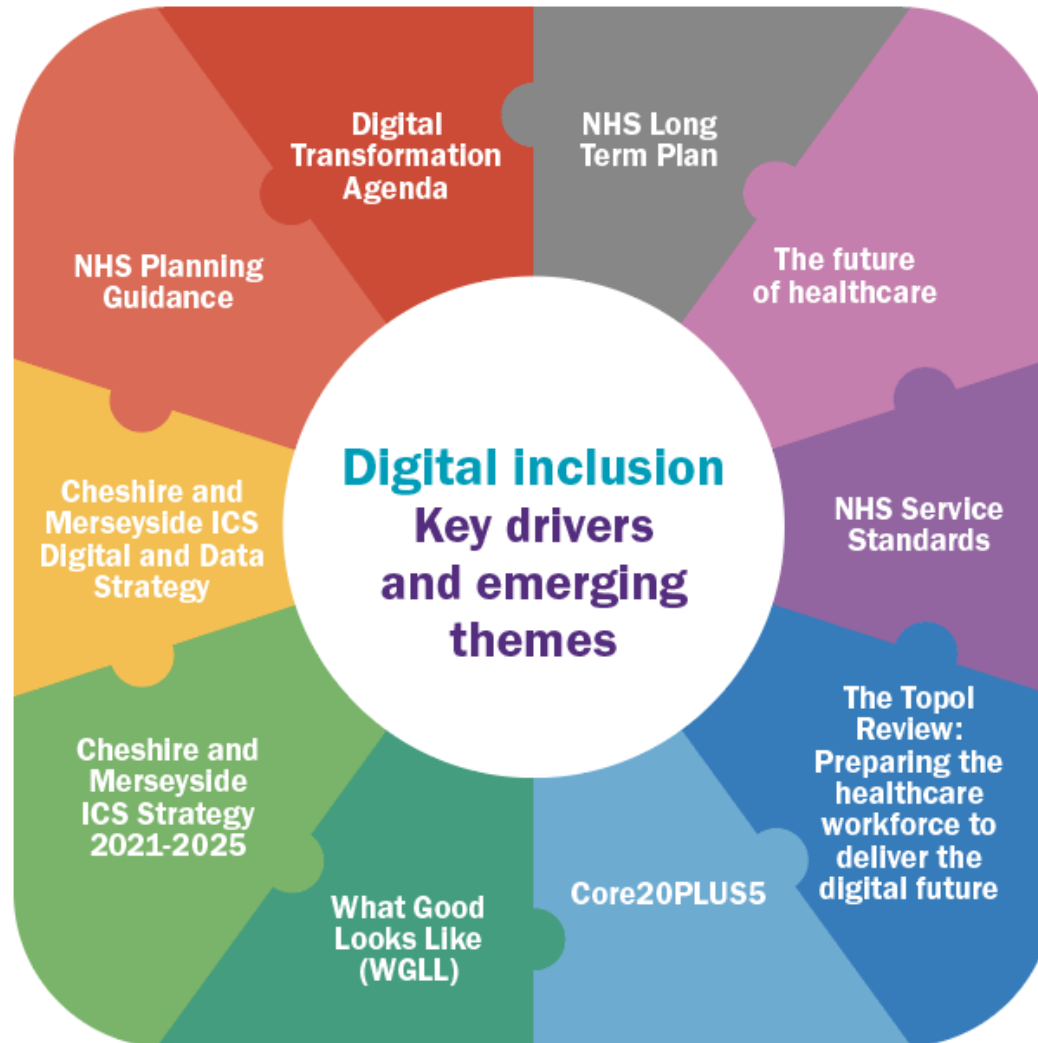 Digital
Transformation
Agenda
NHS Long
Term Plan
The future
of healthcare
NHS Service
Standards
The Topol
Review:
Preparing the
healthcare
workforce to
deliver the
digital future
Core20PLUS5
What Good
Looks Like
(WGLL)
Cheshire and
Merseyside
ICS Strategy
2021-2025
Cheshire and
Merseyside ICS
Digital and Data
Strategy
NHS Planning
Guidance
Digital inclusion
Key drivers
and emerging
themes